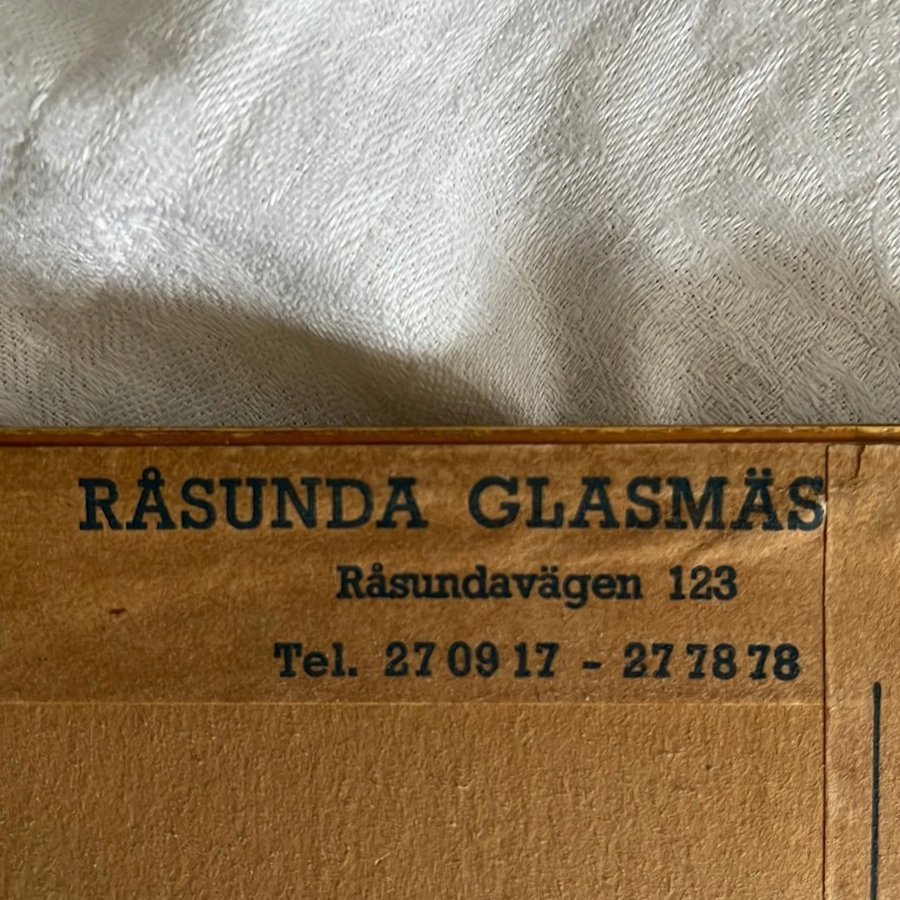 RÅSUNDA GLASMÄS
Råsundavägen 123
Tel. 27 09 17 - 27 78 78